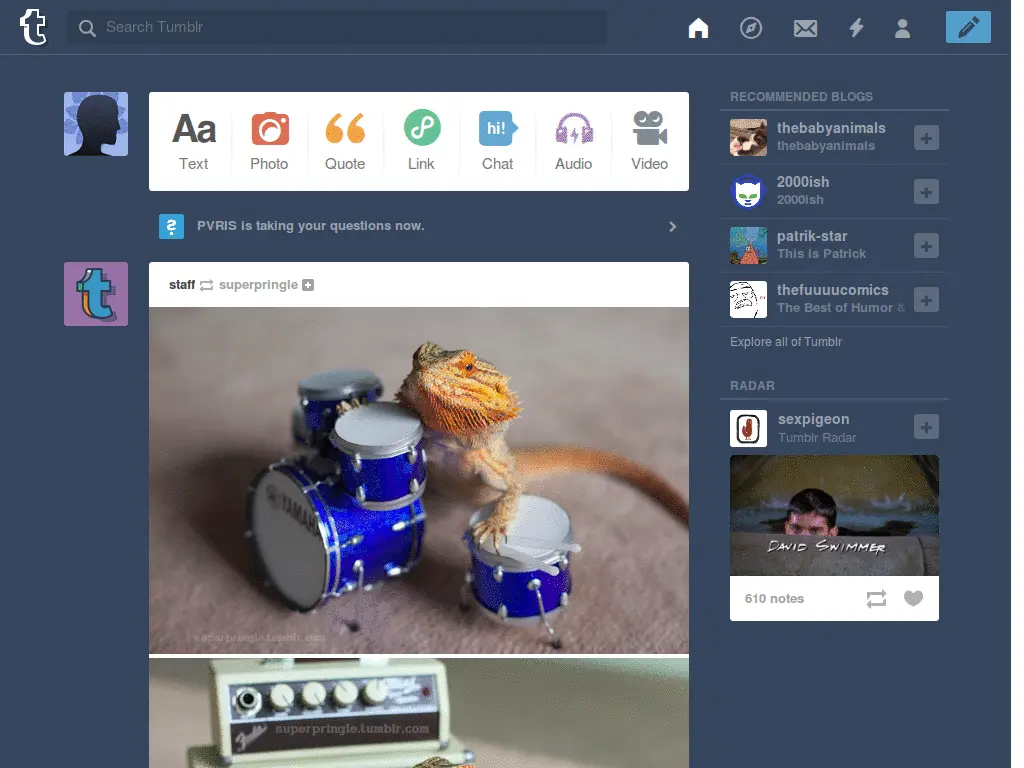 t
Search Tumblr
Aa
hi!
Text
Photo
Quote
Link
Chat
Audio
Video
?
PVRIS is taking your questions now.
t
staff superpringle
YAMAHA
superpringle.tumblr.com
Fender
superpringle.tumblr.com
RECOMMENDED BLOGS
thebabyanimals
thebabyanimals
2000ish
2000ish
patrik-star
This is Patrick
thefuuuucomics
The Best of Humor &
Explore all of Tumblr
RADAR
sexpigeon
Tumblr Radar
DAVID SWIMMER
610 notes